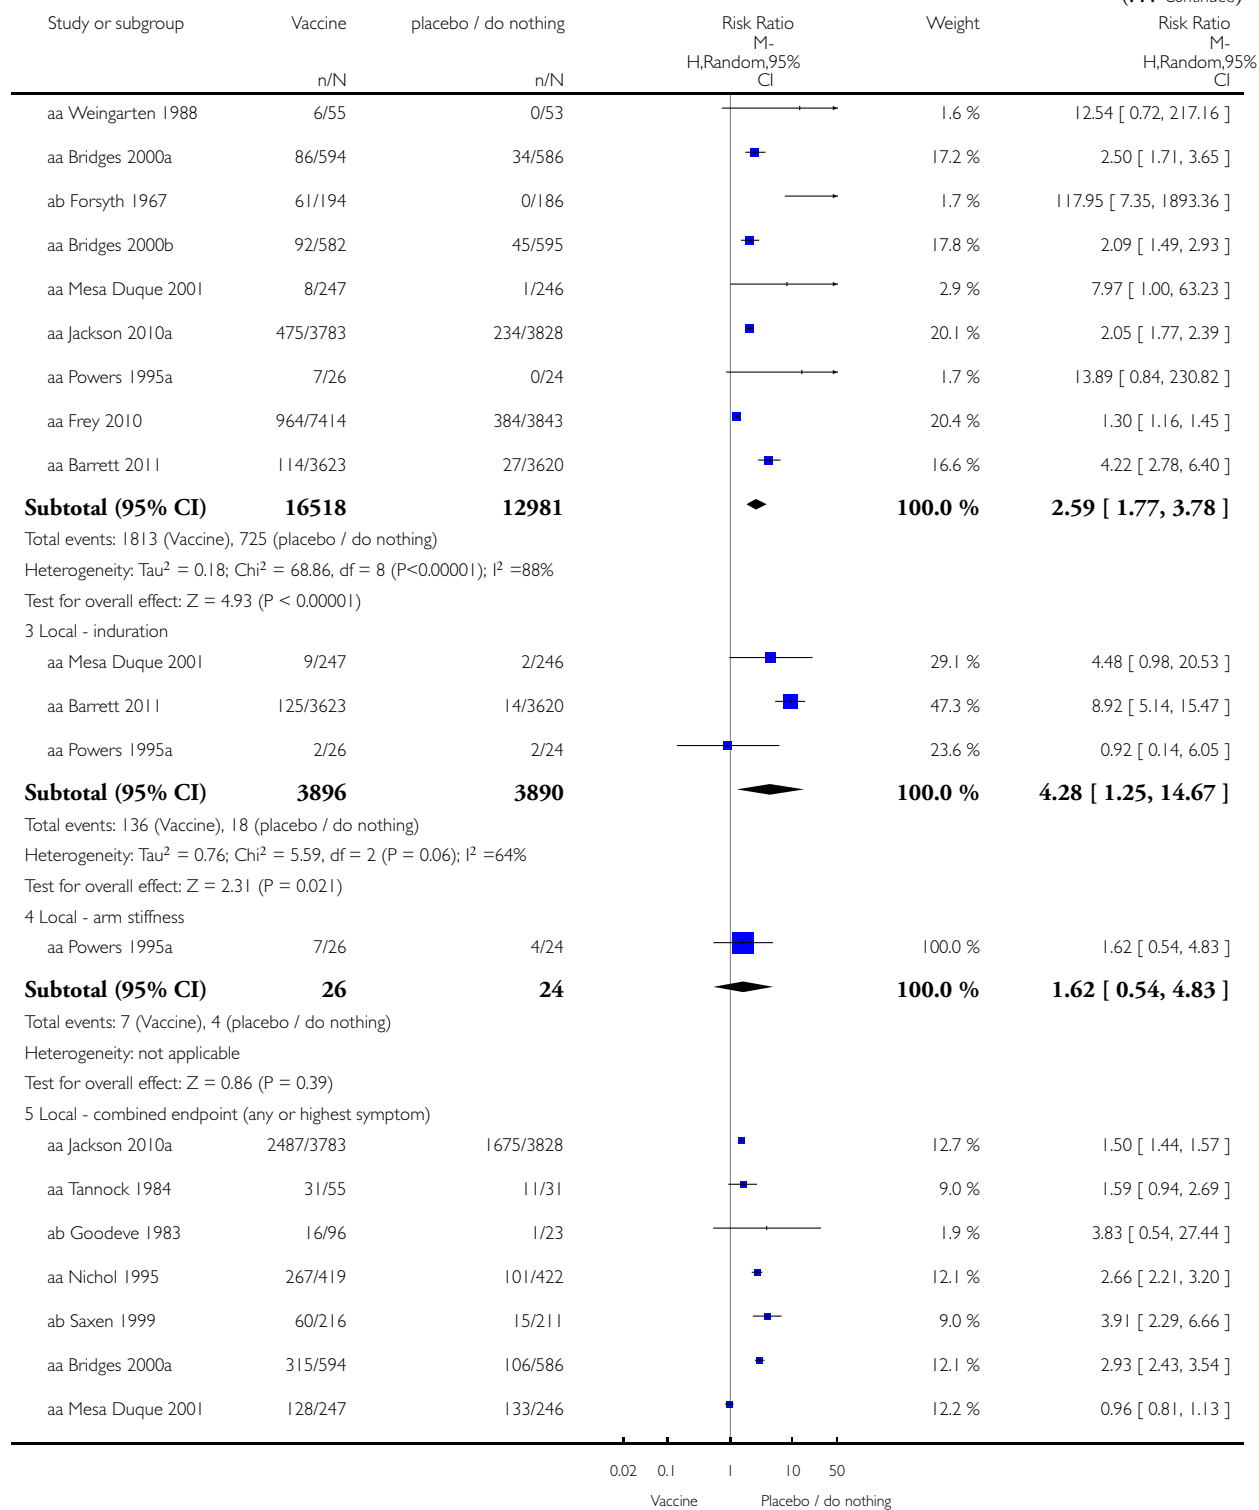 (... Continued)
Study or subgroup Vaccine placebo / do nothing Risk Ratio Weight Risk Ratio
M- M-
H,Random,95% H,Random,95%
n/N n/N CI CI
aa Weingarten 1988 6/55 0/53 1.6 % 12.54 [ 0.72, 217.16 ]
aa Bridges 2000a 86/594 34/586 17.2 % 2.50 [ 1.71, 3.65 ]
ab Forsyth 1967 61/194 0/186 1.7 % 117.95 [ 7.35, 1893.36 ]
aa Bridges 2000b 92/582 45/595 17.8 % 2.09 [ 1.49, 2.93 ]
aa Mesa Duque 2001 8/247 1/246 2.9 % 7.97 [ 1.00, 63.23 ]
aa Jackson 2010a 475/3783 234/3828 20.1 % 2.05 [ 1.77, 2.39 ]
aa Powers 1995a 7/26 0/24 1.7 % 13.89 [ 0.84, 230.82 ]
aa Frey 2010 964/7414 384/3843 20.4 % 1.30 [ 1.16, 1.45 ]
aa Barrett 2011 114/3623 27/3620 16.6 % 4.22 [ 2.78, 6.40 ]
Subtotal (95% CI) 16518 12981 100.0 % 2.59 [ 1.77, 3.78 ]
Total events: 1813 (Vaccine), 725 (placebo / do nothing)
Heterogeneity: Tau² = 0.18; Chi² = 68.86, df = 8 (P<0.00001); I² =88%
Test for overall effect: Z = 4.93 (P < 0.00001)
3 Local - induration
aa Mesa Duque 2001 9/247 2/246 29.1 % 4.48 [ 0.98, 20.53 ]
aa Barrett 2011 125/3623 14/3620 47.3 % 8.92 [ 5.14, 15.47 ]
aa Powers 1995a 2/26 2/24 23.6 % 0.92 [ 0.14, 6.05 ]
Subtotal (95% CI) 3896 3890 100.0 % 4.28 [ 1.25, 14.67 ]
Total events: 136 (Vaccine), 18 (placebo / do nothing)
Heterogeneity: Tau² = 0.76; Chi² = 5.59, df = 2 (P = 0.06); I² =64%
Test for overall effect: Z = 2.31 (P = 0.021)
4 Local - arm stiffness
aa Powers 1995a 7/26 4/24 100.0 % 1.62 [ 0.54, 4.83 ]
Subtotal (95% CI) 26 24 100.0 % 1.62 [ 0.54, 4.83 ]
Total events: 7 (Vaccine), 4 (placebo / do nothing)
Heterogeneity: not applicable
Test for overall effect: Z = 0.86 (P = 0.39)
5 Local - combined endpoint (any or highest symptom)
aa Jackson 2010a 2487/3783 1675/3828 12.7 % 1.50 [ 1.44, 1.57 ]
aa Tannock 1984 31/55 11/31 9.0 % 1.59 [ 0.94, 2.69 ]
ab Goodeve 1983 16/96 1/23 1.9 % 3.83 [ 0.54, 27.44 ]
aa Nichol 1995 267/419 101/422 12.1 % 2.66 [ 2.21, 3.20 ]
ab Saxen 1999 60/216 15/211 9.0 % 3.91 [ 2.29, 6.66 ]
aa Bridges 2000a 315/594 106/586 12.1 % 2.93 [ 2.43, 3.54 ]
aa Mesa Duque 2001 128/247 133/246 12.2 % 0.96 [ 0.81, 1.13 ]
0.02 0.1 1 10 50
Vaccine Placebo / do nothing